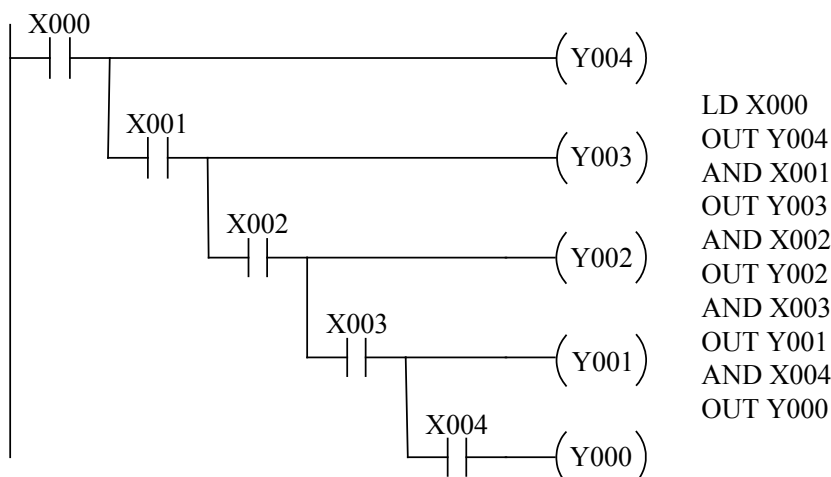 X000
Y004
X001
Y003
X002
Y002
X003
Y001
X004
Y000
LD X000
OUT Y004
AND X001
OUT Y003
AND X002
OUT Y002
AND X003
OUT Y001
AND X004
OUT Y000